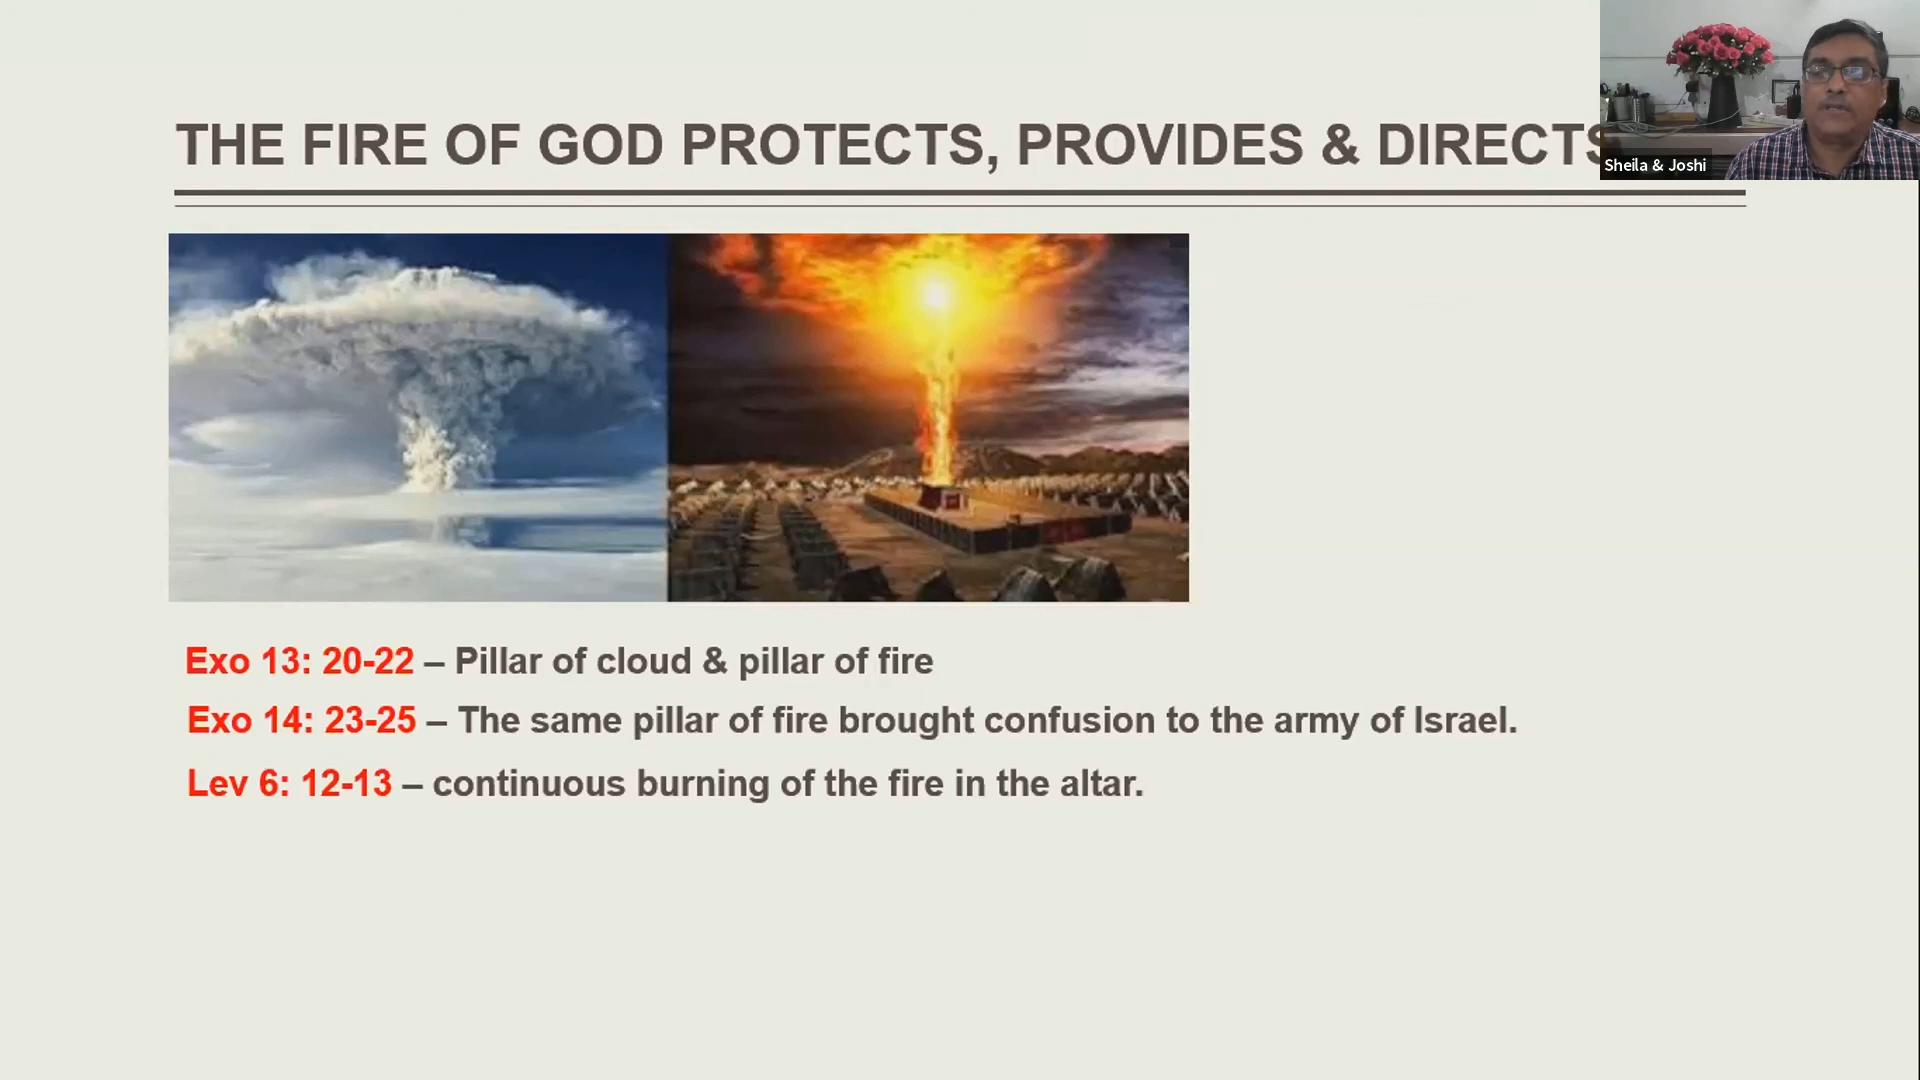 THE FIRE OF GOD PROTECTS, PROVIDES & DIRECTS
Sheila & Joshi
Exo 13: 20-22 – Pillar of cloud & pillar of fire
Exo 14: 23-25 – The same pillar of fire brought confusion to the army of Israel.
Lev 6: 12-13 – continuous burning of the fire in the altar.